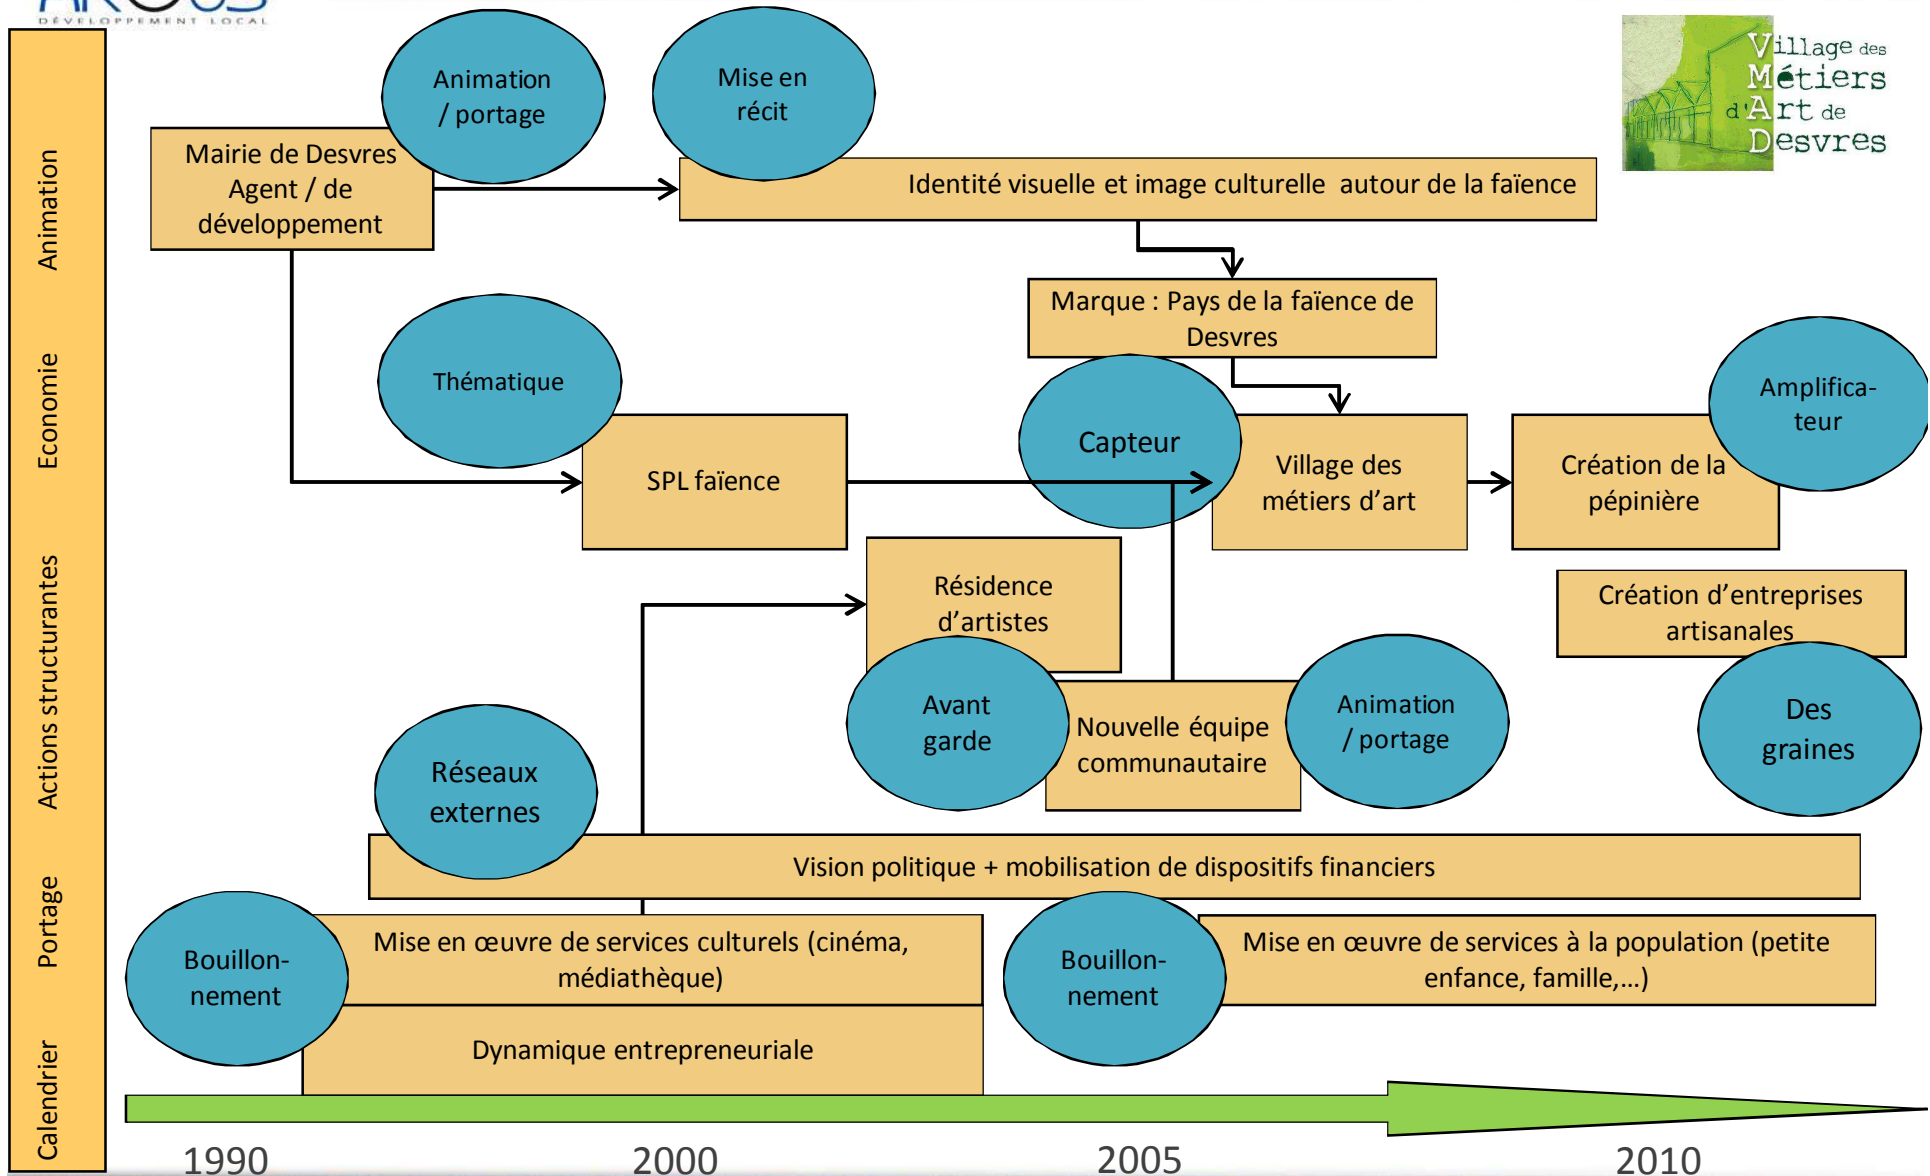 DÉVELOPPEMENT LOCAL
Village des
Métiers
d'Art de
Desvres
Animation
Economie
Actions structurantes
Portage
Calendrier
Animation
/ portage
Mise en
récit
Mairie de Desvres
Agent / de
développement
Identité visuelle et image culturelle autour de la faïence
Marque : Pays de la faïence de
Desvres
Thématique
Capteur
Amplifica-
teur
SPL faïence
Village des
métiers d’art
Création de la
pépinière
Résidence
d’artistes
Création d’entreprises
artisanales
Avant
garde
Nouvelle équipe
communautaire
Animation
/ portage
Des
graines
Réseaux
externes
Vision politique + mobilisation de dispositifs financiers
Bouillon-
nement
Mise en œuvre de services culturels (cinéma,
médiathèque)
Bouillon-
nement
Mise en œuvre de services à la population (petite
enfance, famille,…)
Dynamique entrepreneuriale
1990
2000
2005
2010